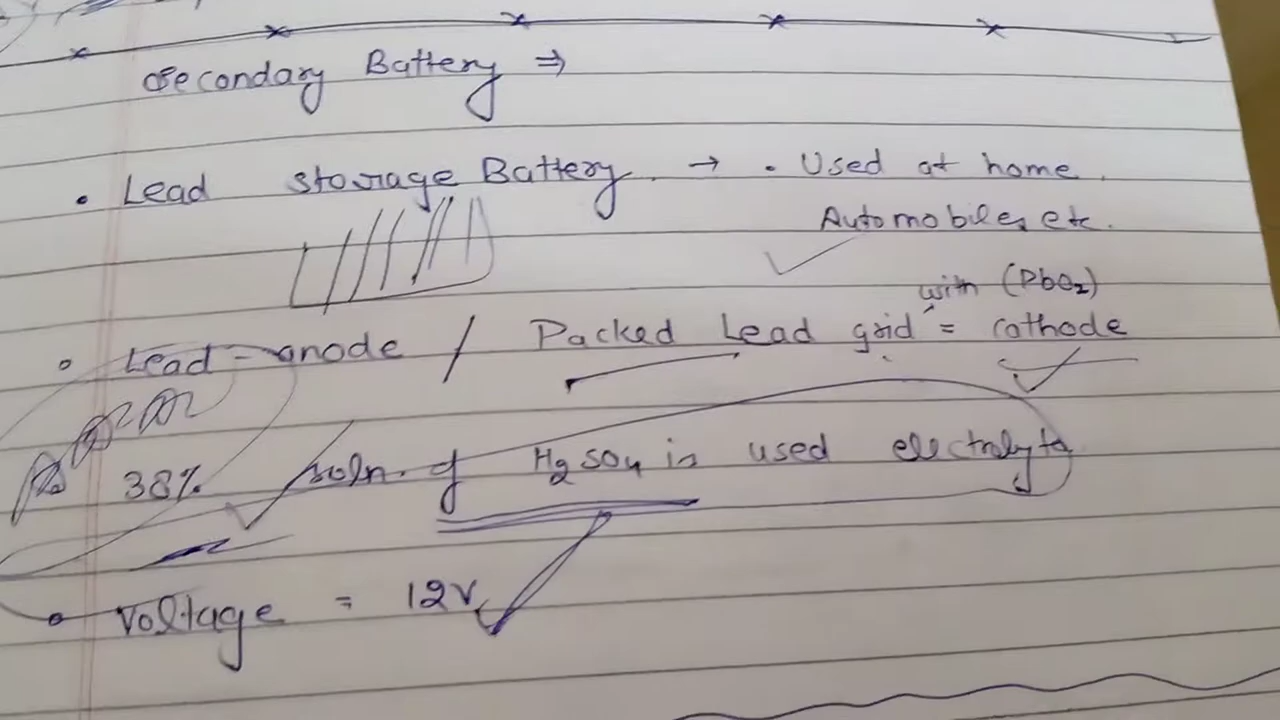 Secondary Battery ⇒
• Lead storage Battery. → • Used at home.
Automobiles etc.
with (PbO₂)
• Lead-anode / Packed Lead grid = cathode
38% soln. of H₂SO₄ is used electrolyte
• Voltage = 12V